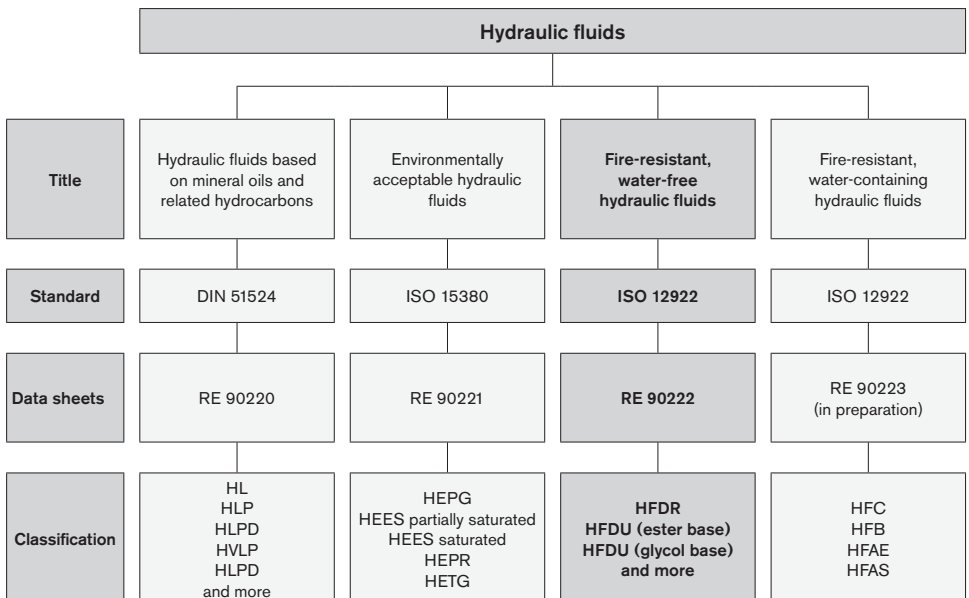 Hydraulic fluids
Title
Hydraulic fluids based
on mineral oils and
related hydrocarbons
Environmentally
acceptable hydraulic
fluids
Fire-resistant,
water-free
hydraulic fluids
Fire-resistant,
water-containing
hydraulic fluids
Standard
DIN 51524
ISO 15380
ISO 12922
ISO 12922
Data sheets
RE 90220
RE 90221
RE 90222
RE 90223
(in preparation)
Classification
HL
HLP
HLPD
HVLP
HLPD
and more
HEPG
HEES partially saturated
HEES saturated
HEPR
HETG
HFDR
HFDU (ester base)
HFDU (glycol base)
and more
HFC
HFB
HFAE
HFAS